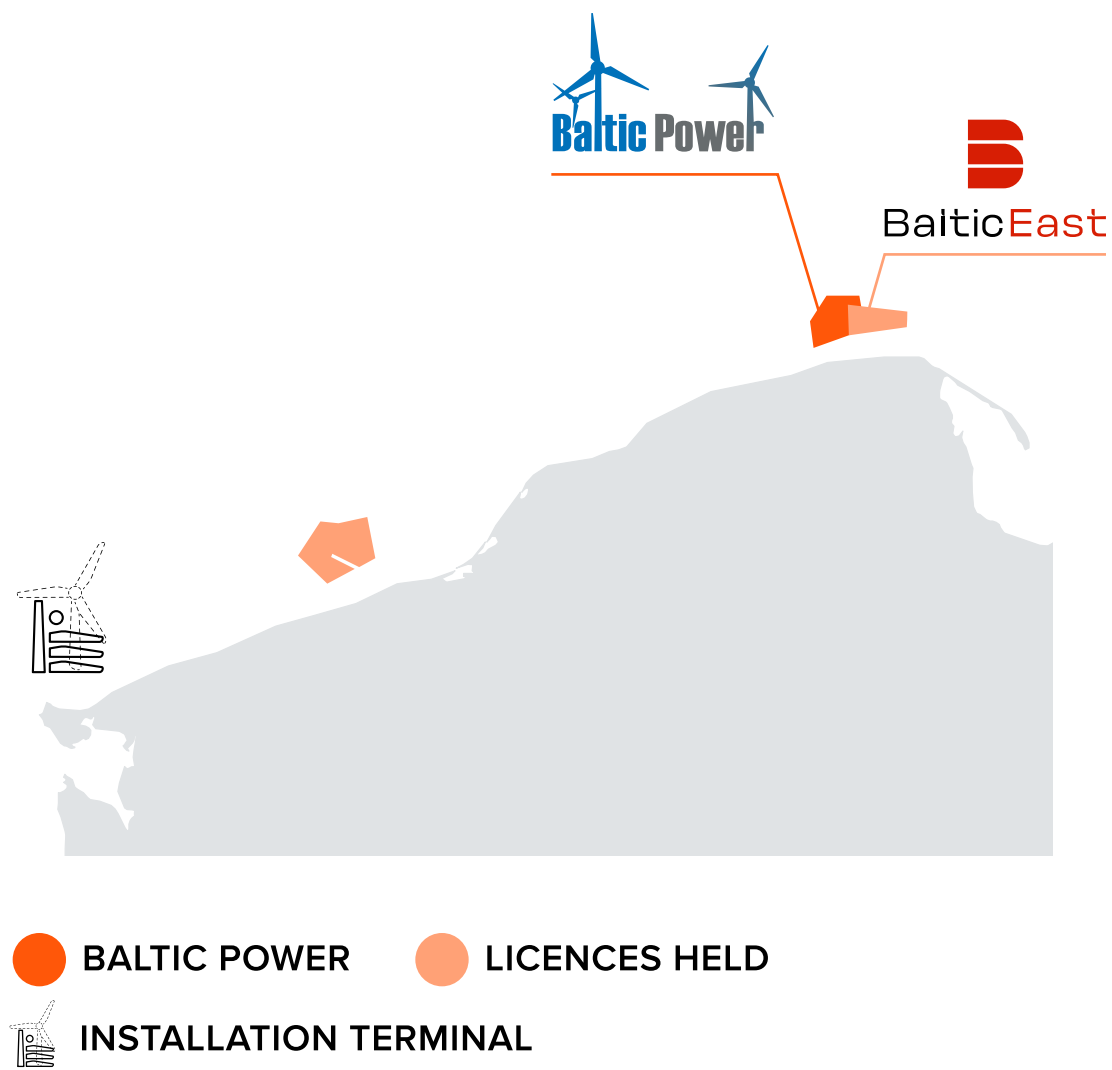 Baltic Power
BalticEast
BALTIC POWER
LICENCES HELD
INSTALLATION TERMINAL